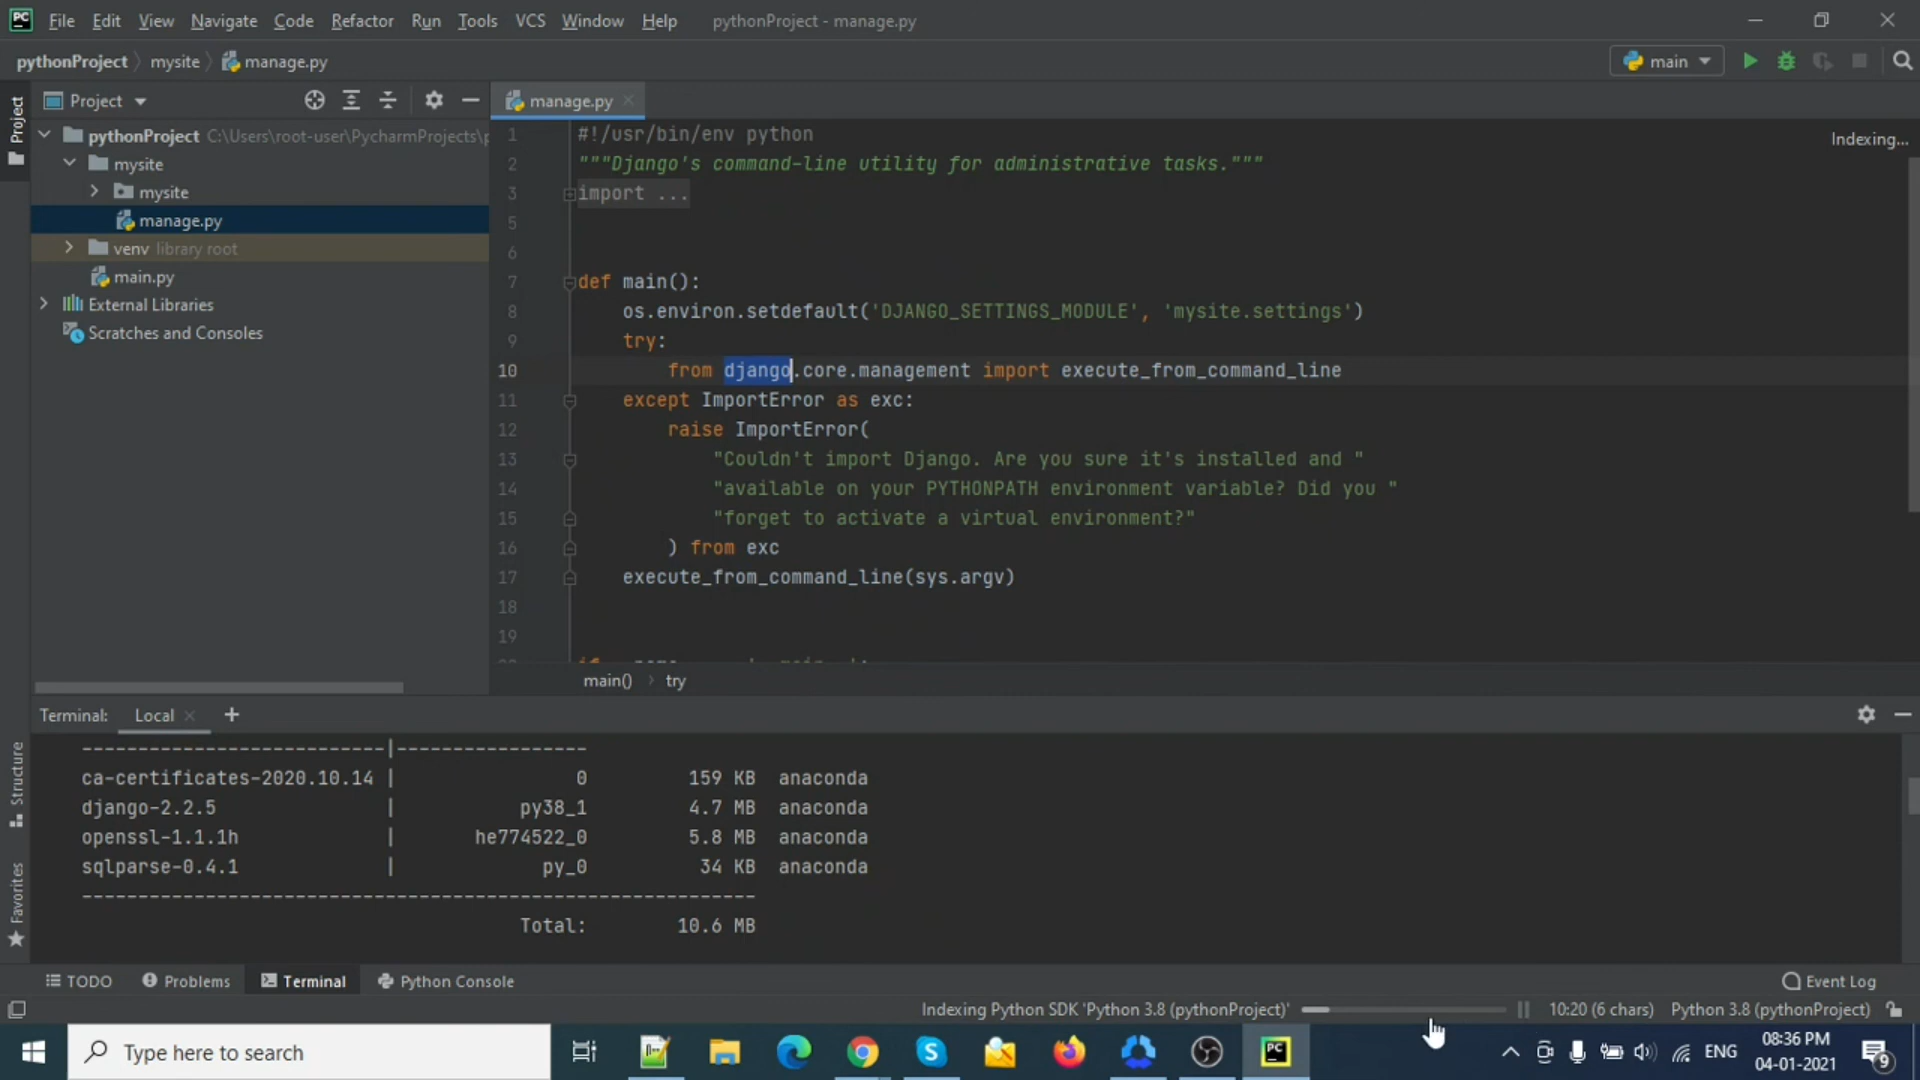 PC File Edit View Navigate Code Refactor Run Tools VCS Window Help pythonProject - manage.py
pythonProject mysite manage.py main
Project
Project
manage.py
Indexing...
pythonProject C:\Users\root-user\PycharmProjects\
mysite
mysite
manage.py
venv library root
main.py
External Libraries
Scratches and Consoles
1 #!/usr/bin/env python
2 """Django's command-line utility for administrative tasks."""
3 import ...
5
6
7 def main():
8 os.environ.setdefault('DJANGO_SETTINGS_MODULE', 'mysite.settings')
9 try:
10 from django.core.management import execute_from_command_line
11 except ImportError as exc:
12 raise ImportError(
13 "Couldn't import Django. Are you sure it's installed and "
14 "available on your PYTHONPATH environment variable? Did you "
15 "forget to activate a virtual environment?"
16 ) from exc
17 execute_from_command_line(sys.argv)
18
19
main() try
Terminal: Local +
---------------------------|-----------------
ca-certificates-2020.10.14 | 0 159 KB anaconda
django-2.2.5 | py38_1 4.7 MB anaconda
openssl-1.1.1h | he774522_0 5.8 MB anaconda
sqlparse-0.4.1 | py_0 34 KB anaconda
------------------------------------------------------------
Total: 10.6 MB
Structure
Favorites
TODO Problems Terminal Python Console Event Log
Indexing Python SDK 'Python 3.8 (pythonProject)' 10:20 (6 chars) Python 3.8 (pythonProject)
Type here to search
PC
ENG
08:36 PM
04-01-2021
9